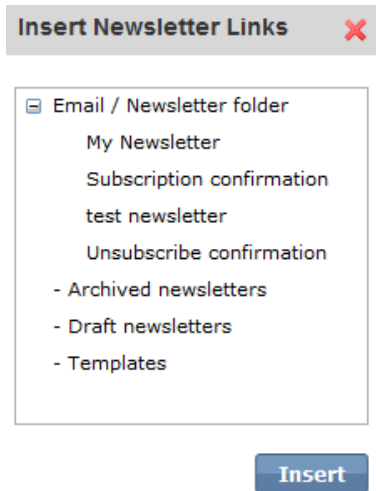 Insert Newsletter Links
Email / Newsletter folder
My Newsletter
Subscription confirmation
test newsletter
Unsubscribe confirmation
- Archived newsletters
- Draft newsletters
- Templates
Insert